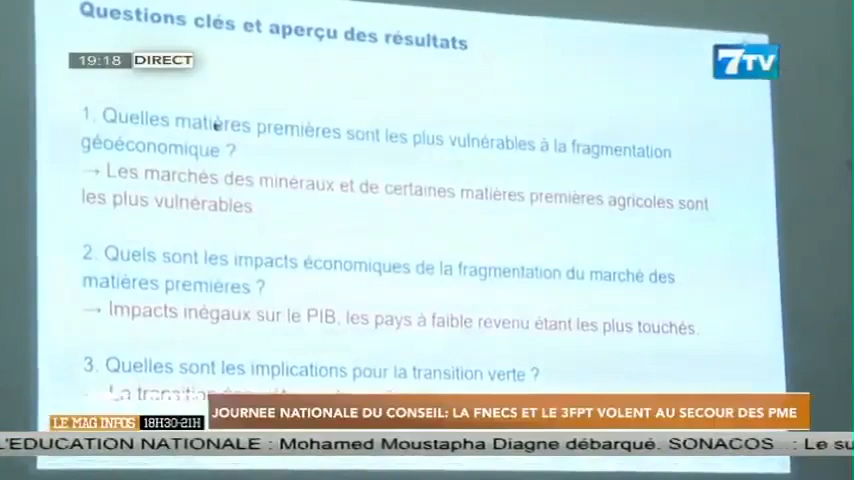 Questions clés et aperçu des résultats
19:18 DIRECT
7TV
1. Quelles matières premières sont les plus vulnérables à la fragmentation
géoéconomique ?
→ Les marchés des minéraux et de certaines matières premières agricoles sont
les plus vulnérables
2. Quels sont les impacts économiques de la fragmentation du marché des
matières premières ?
→ Impacts inégaux sur le PIB, les pays à faible revenu étant les plus touchés.
3. Quelles sont les implications pour la transition verte ?
→ La transition
JOURNEE NATIONALE DU CONSEIL: LA FNECS ET LE 3FPT VOLENT AU SECOUR DES PME
LE MAG INFOS 18H30-21H
L'EDUCATION NATIONALE : Mohamed Moustapha Diagne débarqué. SONACOS ... : Le su